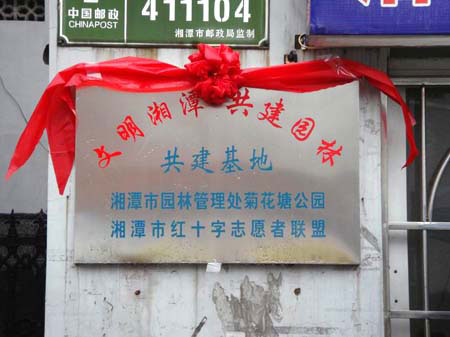 中国邮政
CHINAPOST
411104
湘潭市邮政局监制
文明湘潭 共建园林
共建基地
湘潭市园林管理处菊花塘公园
湘潭市红十字志愿者联盟